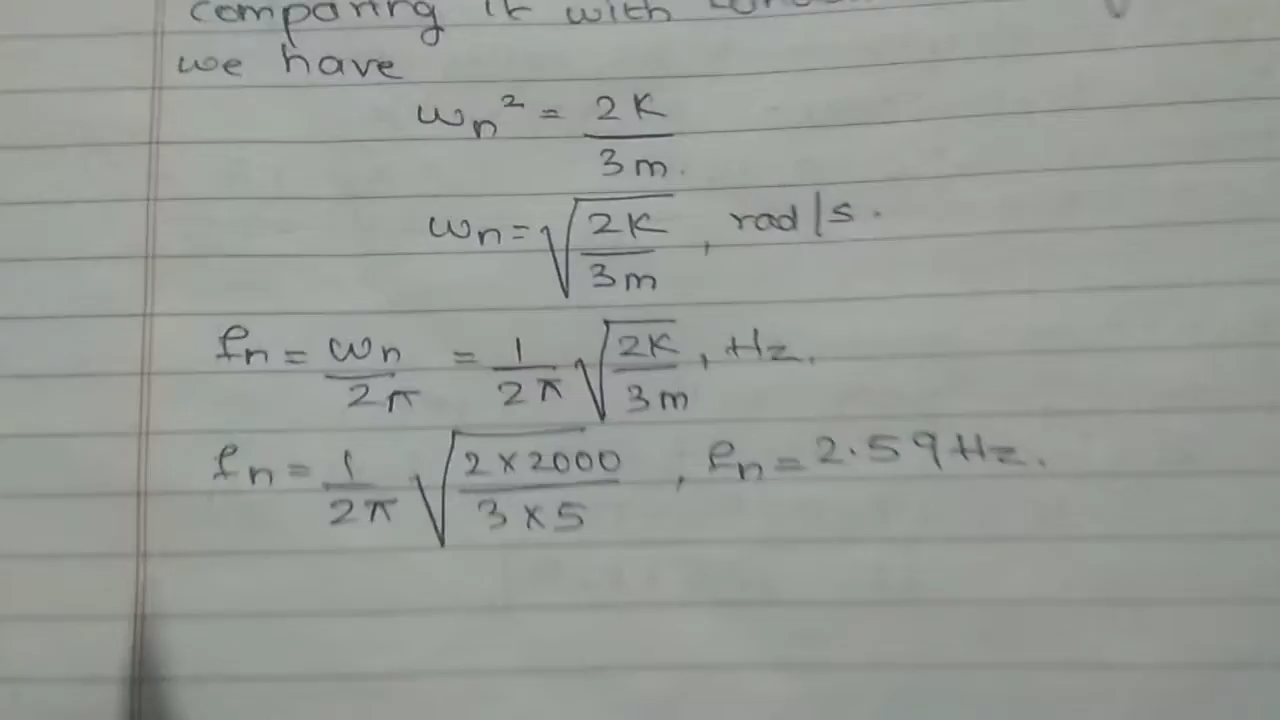 comparing it with
we have
ωn² = 2K/3m.
ωn = √(2K/3m), rad/s.
fn = ωn/2π = 1/2π √(2K/3m), Hz.
fn = 1/2π √(2×2000/3×5), fn = 2.59 Hz.